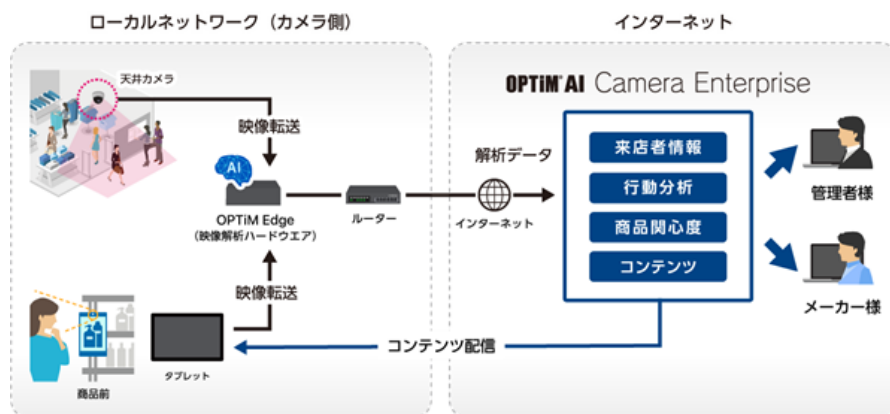 ローカルネットワーク（カメラ側）
インターネット
天井カメラ
映像転送
AI
OPTiM Edge
（映像解析ハードウエア）
ルーター
映像転送
タブレット
商品前
コンテンツ配信
解析データ
インターネット
OPTiM AI Camera Enterprise
来店者情報
行動分析
商品関心度
コンテンツ
管理者様
メーカー様